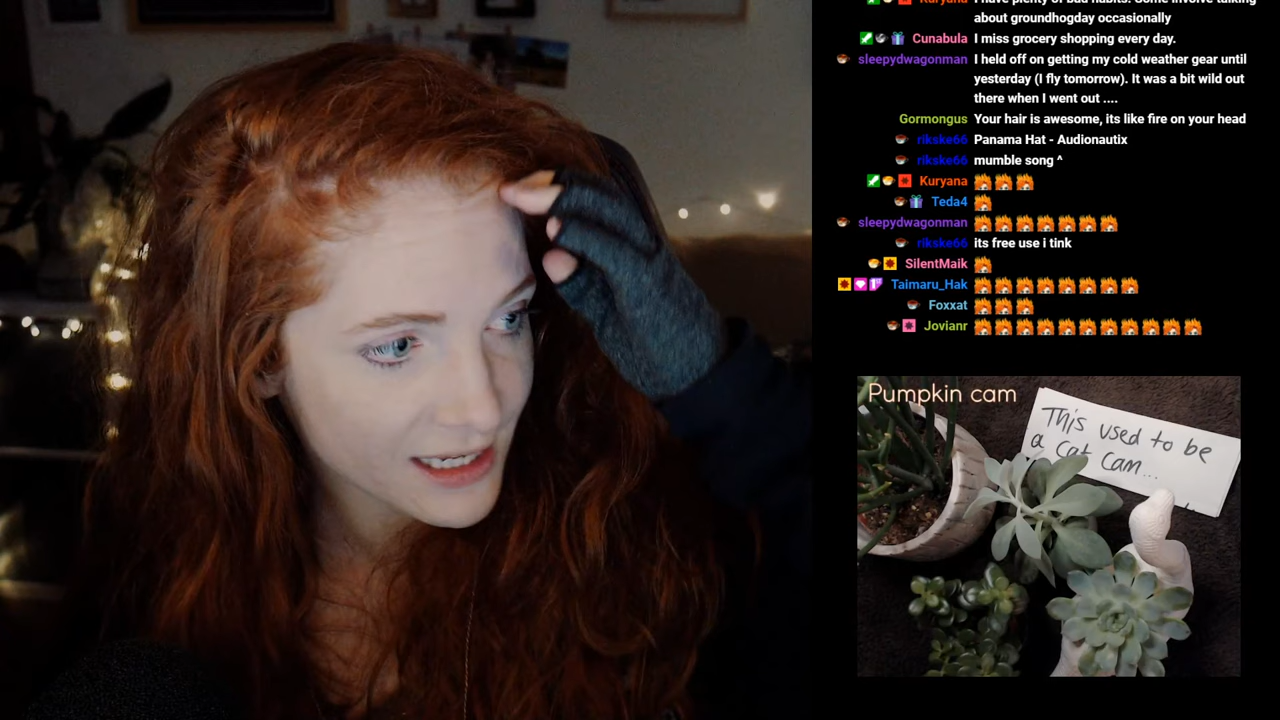 Kuryana I have plenty of bad habits. Some involve talking
about groundhogday occasionally
Cunabula I miss grocery shopping every day.
sleepydwagonman I held off on getting my cold weather gear until
yesterday (I fly tomorrow). It was a bit wild out
there when I went out ....
Gormongus Your hair is awesome, its like fire on your head
rikske66 Panama Hat - Audionautix
rikske66 mumble song ^
Kuryana
Teda4
sleepydwagonman
rikske66 its free use i tink
SilentMaik
Taimaru_Hak
Foxxat
Jovianr
Pumpkin cam
This used to be
a cat cam...